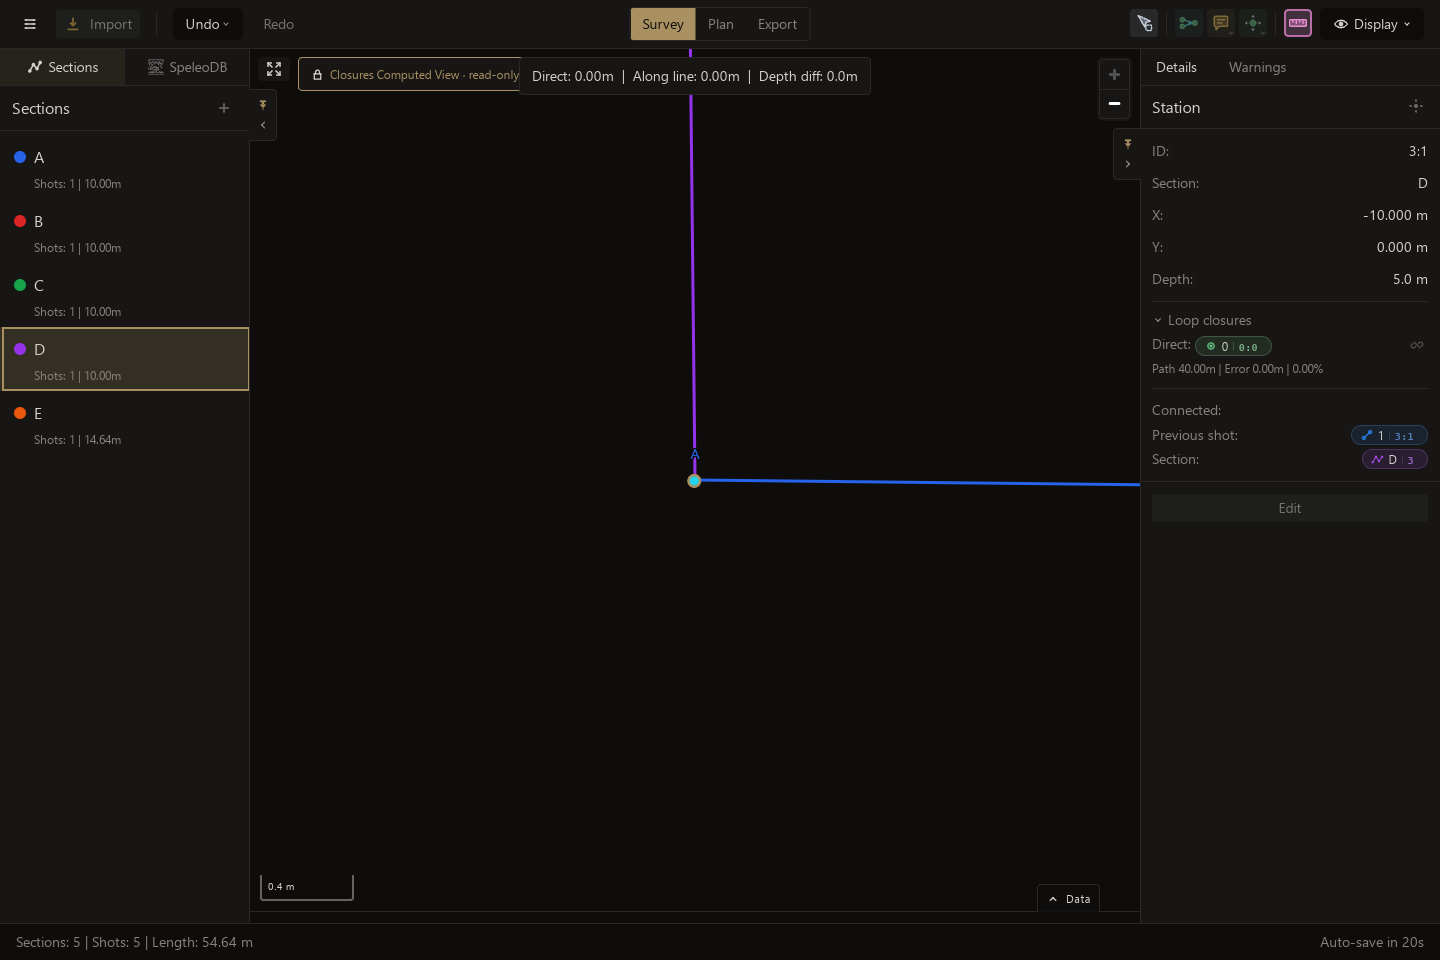 Import
Undo
Redo
Survey
Plan
Export
Display
Sections
SpeleoDB
Sections
A
Shots: 1 | 10.00m
B
Shots: 1 | 10.00m
C
Shots: 1 | 10.00m
D
Shots: 1 | 10.00m
E
Shots: 1 | 14.64m
Closures Computed View · read-only
Direct: 0.00m | Along line: 0.00m | Depth diff: 0.0m
A
0.4 m
Data
Details
Warnings
Station
ID: 3:1
Section: D
X: -10.000 m
Y: 0.000 m
Depth: 5.0 m
Loop closures
Direct: 0 | 0:0
Path 40.00m | Error 0.00m | 0.00%
Connected:
Previous shot: 1 | 3:1
Section: D | 3
Edit
Sections: 5 | Shots: 5 | Length: 54.64 m
Auto-save in 20s